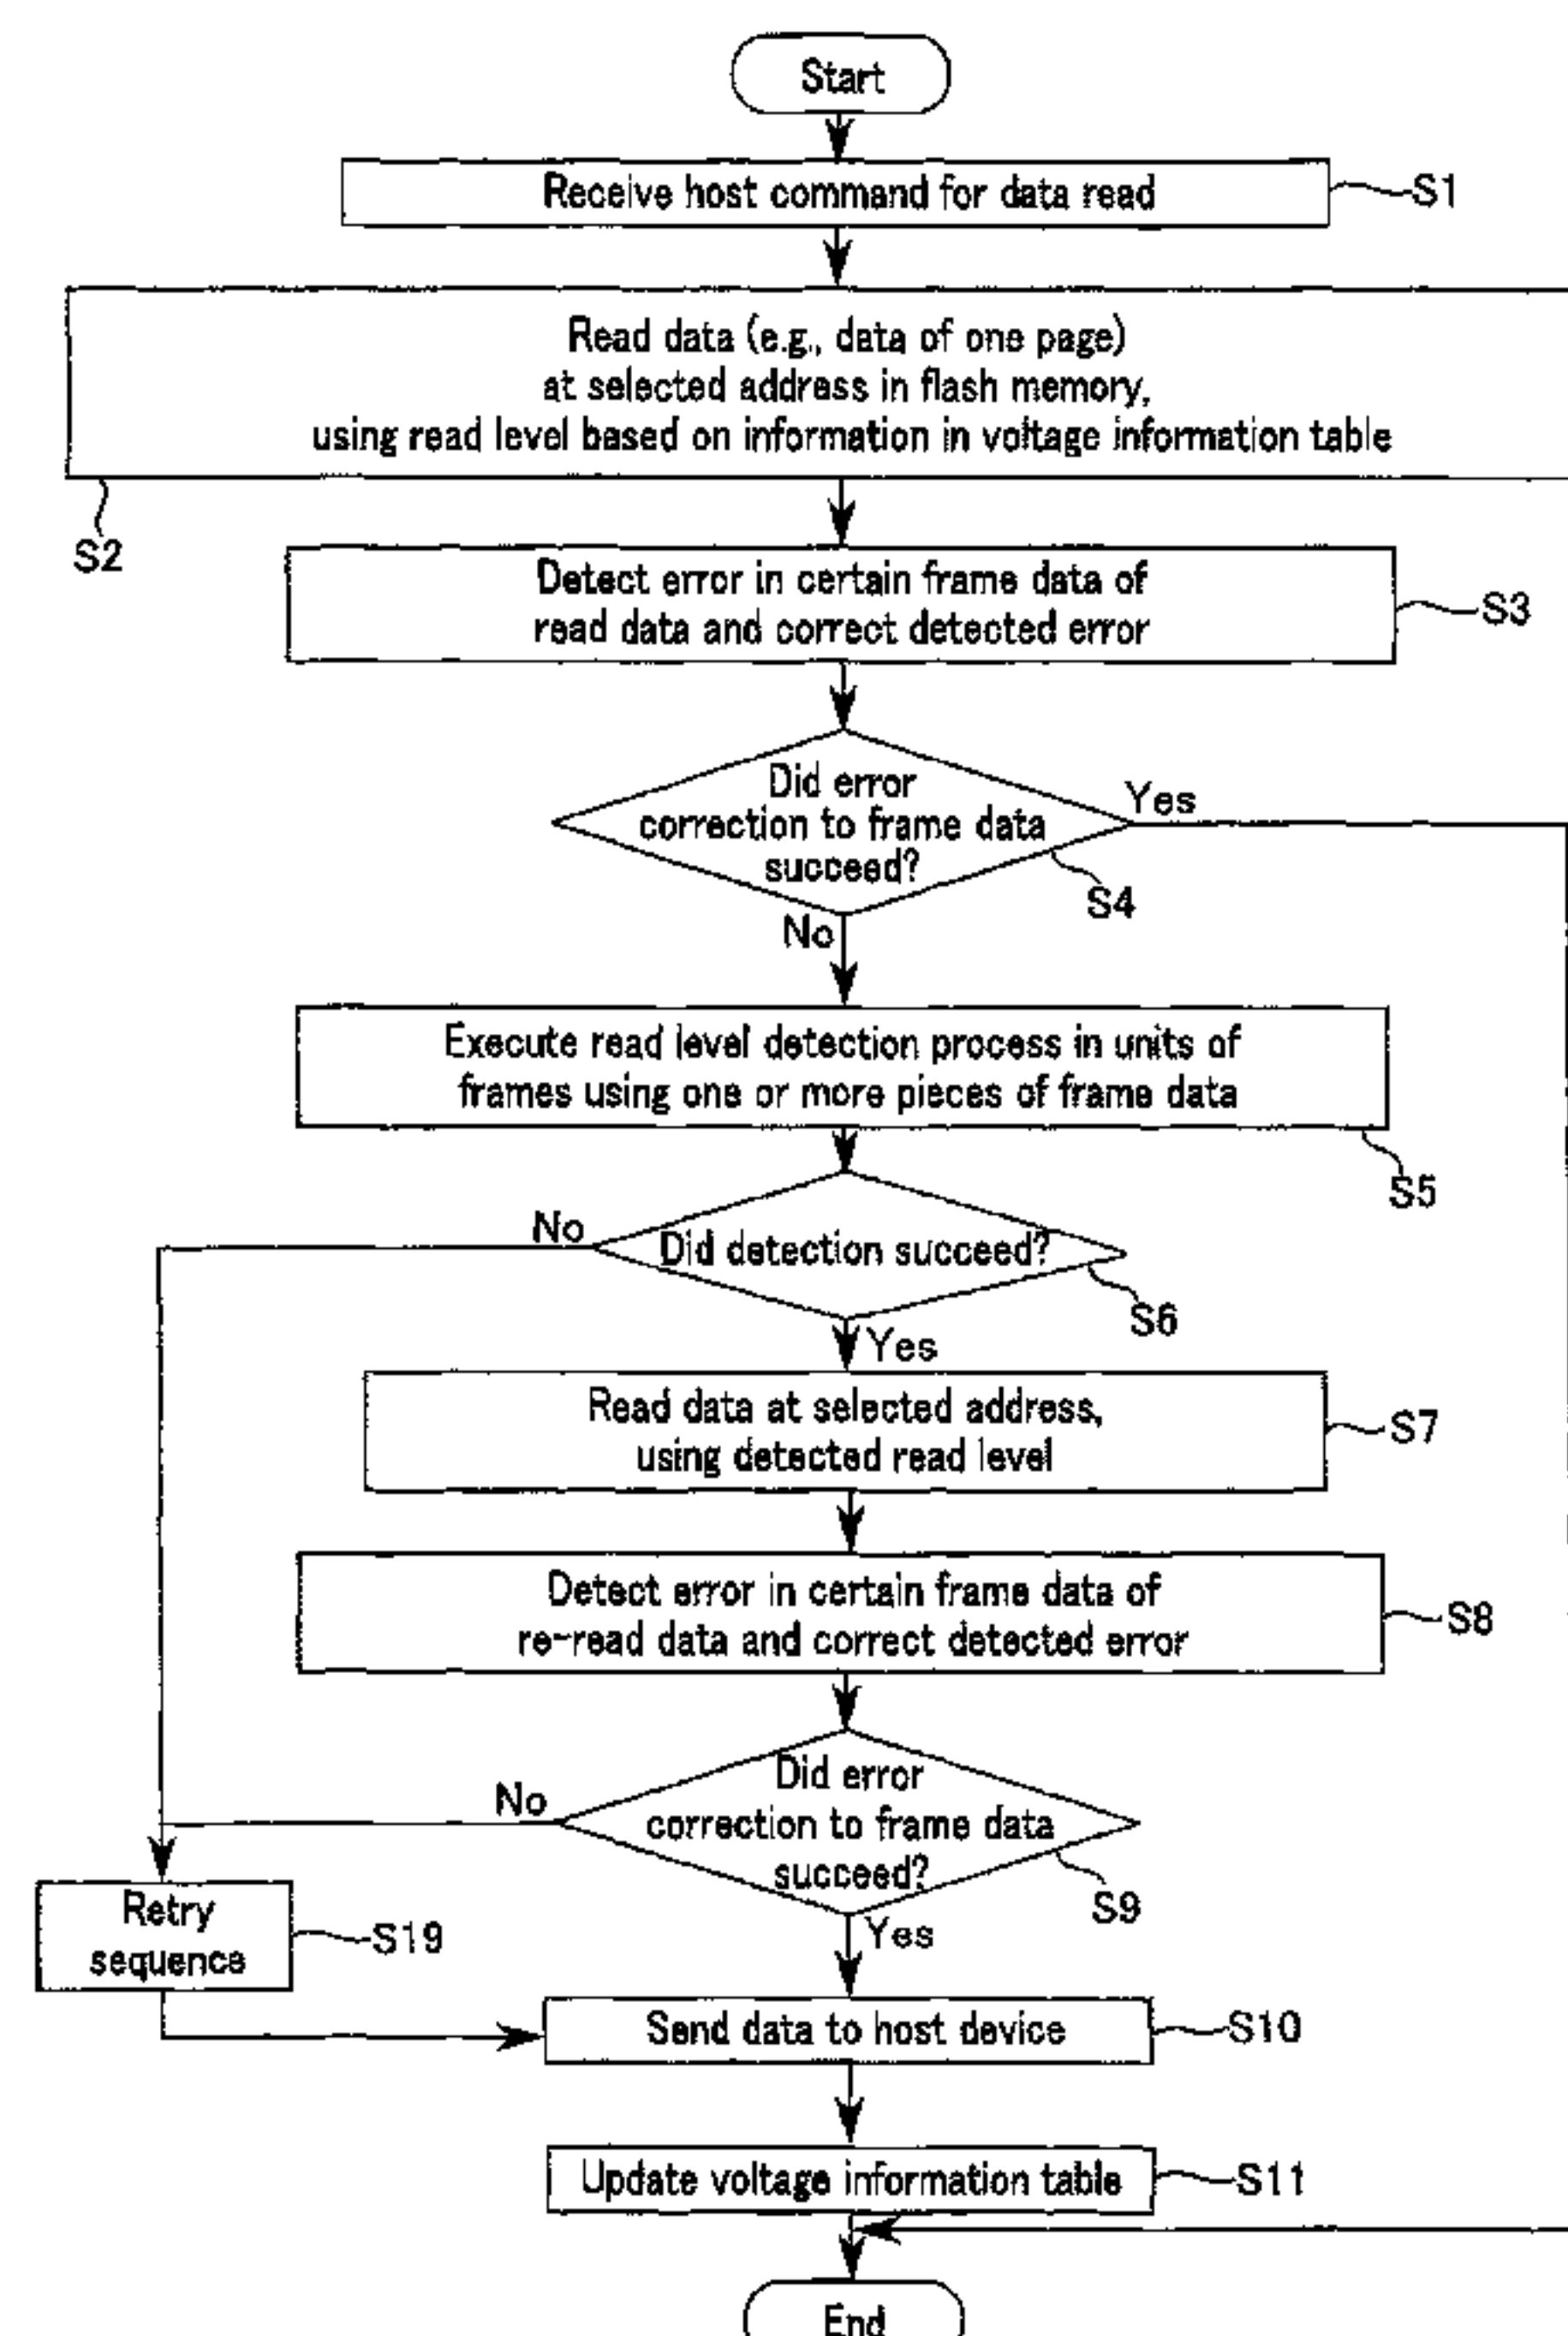 Start
Receive host command for data read
S1
Read data (e.g., data of one page)
at selected address in flash memory,
using read level based on information in voltage information table
S2
Detect error in certain frame data of
read data and correct detected error
S3
Did error
correction to frame data
succeed?
Yes
S4
No
Execute read level detection process in units of
frames using one or more pieces of frame data
S5
No
Did detection succeed?
S6
Yes
Read data at selected address,
using detected read level
S7
Detect error in certain frame data of
re-read data and correct detected error
S8
Did error
correction to frame data
succeed?
No
S9
Yes
Retry
sequence
S19
Send data to host device
S10
Update voltage information table
S11
End